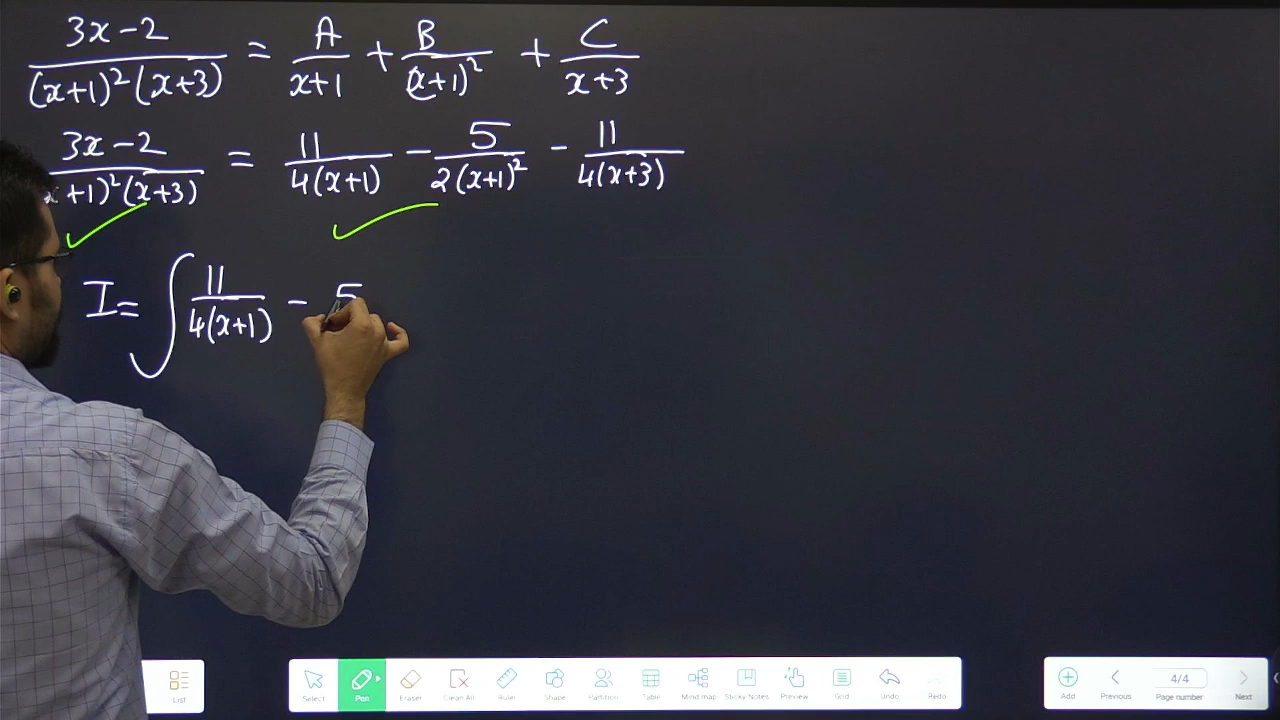 3x-2 / (x+1)² (x+3) = A / x+1 + B / (x+1)² + C / x+3
3x-2 / x+1)² (x+3) = 11 / 4(x+1) - 5 / 2(x+1)² - 11 / 4(x+3)
I = ∫ 11 / 4(x+1) - 5
List
Select Pen Eraser Clean All Ruler Shape Partition Table Mind map Sticky Notes Preview Grid Undo Redo
Add Previous 4/4 Page number Next